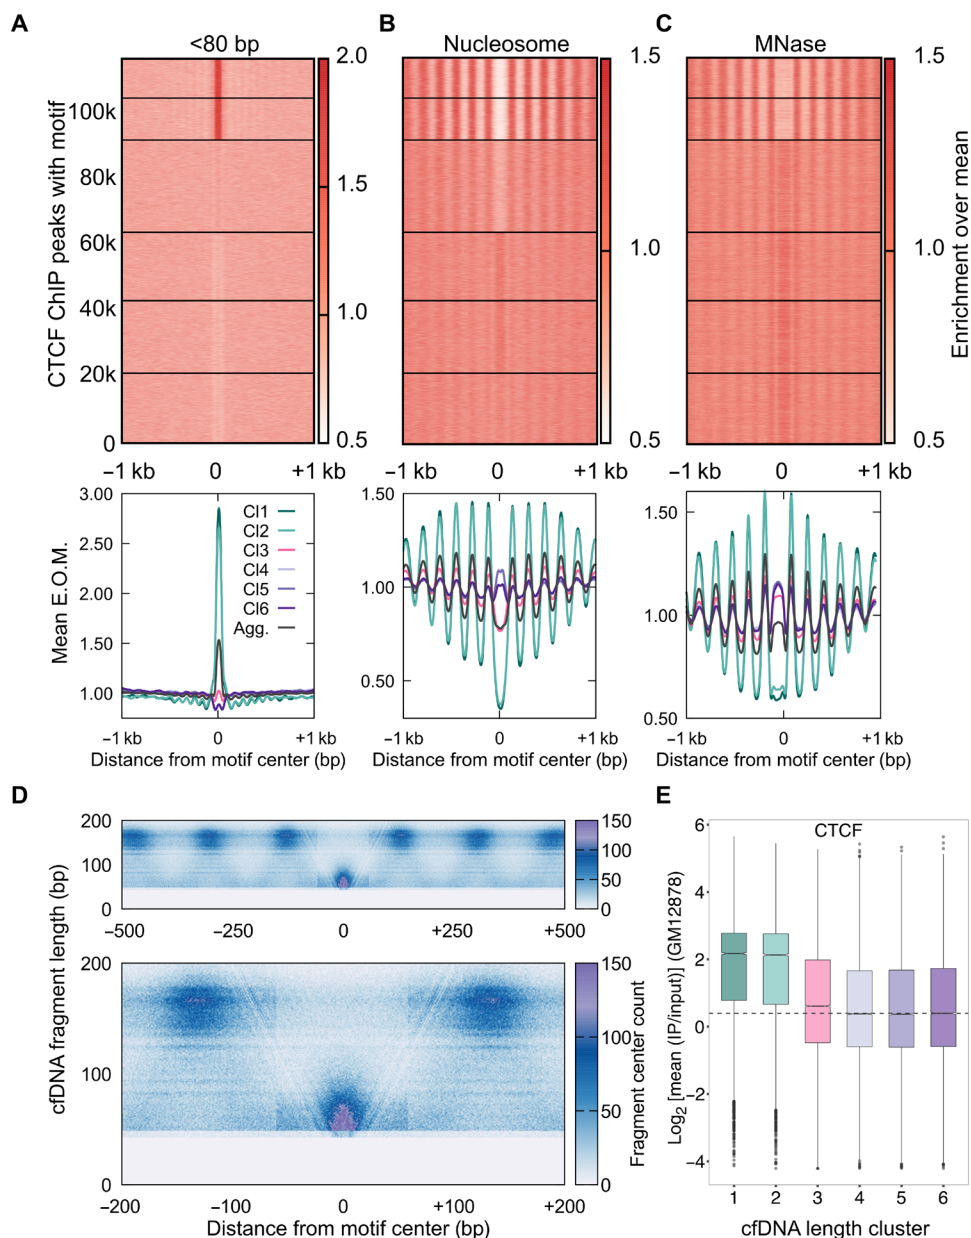 A
B
C
<80 bp
Nucleosome
MNase
CTCF ChIP peaks with motif
100k
80k
60k
40k
20k
0
2.0
1.5
1.0
0.5
1.5
1.0
0.5
1.5
1.0
0.5
Enrichment over mean
−1 kb 0 +1 kb
−1 kb 0 +1 kb
−1 kb 0 +1 kb
Mean E.O.M.
3.00
2.50
2.00
1.50
1.00
Cl1
Cl2
Cl3
Cl4
Cl5
Cl6
Agg.
−1 kb 0 +1 kb
Distance from motif center (bp)
1.50
1.00
0.50
−1 kb 0 +1 kb
Distance from motif center (bp)
1.50
1.00
0.50
−1 kb 0 +1 kb
Distance from motif center (bp)
D
cfDNA fragment length (bp)
200
100
0
−500 −250 0 +250 +500
150
100
50
0
200
100
0
−200 −100 0 +100 +200
Distance from motif center (bp)
150
100
50
0
Fragment center count
E
CTCF
Log2 [mean (IP/input)] (GM12878)
6
4
2
0
−2
−4
1 2 3 4 5 6
cfDNA length cluster